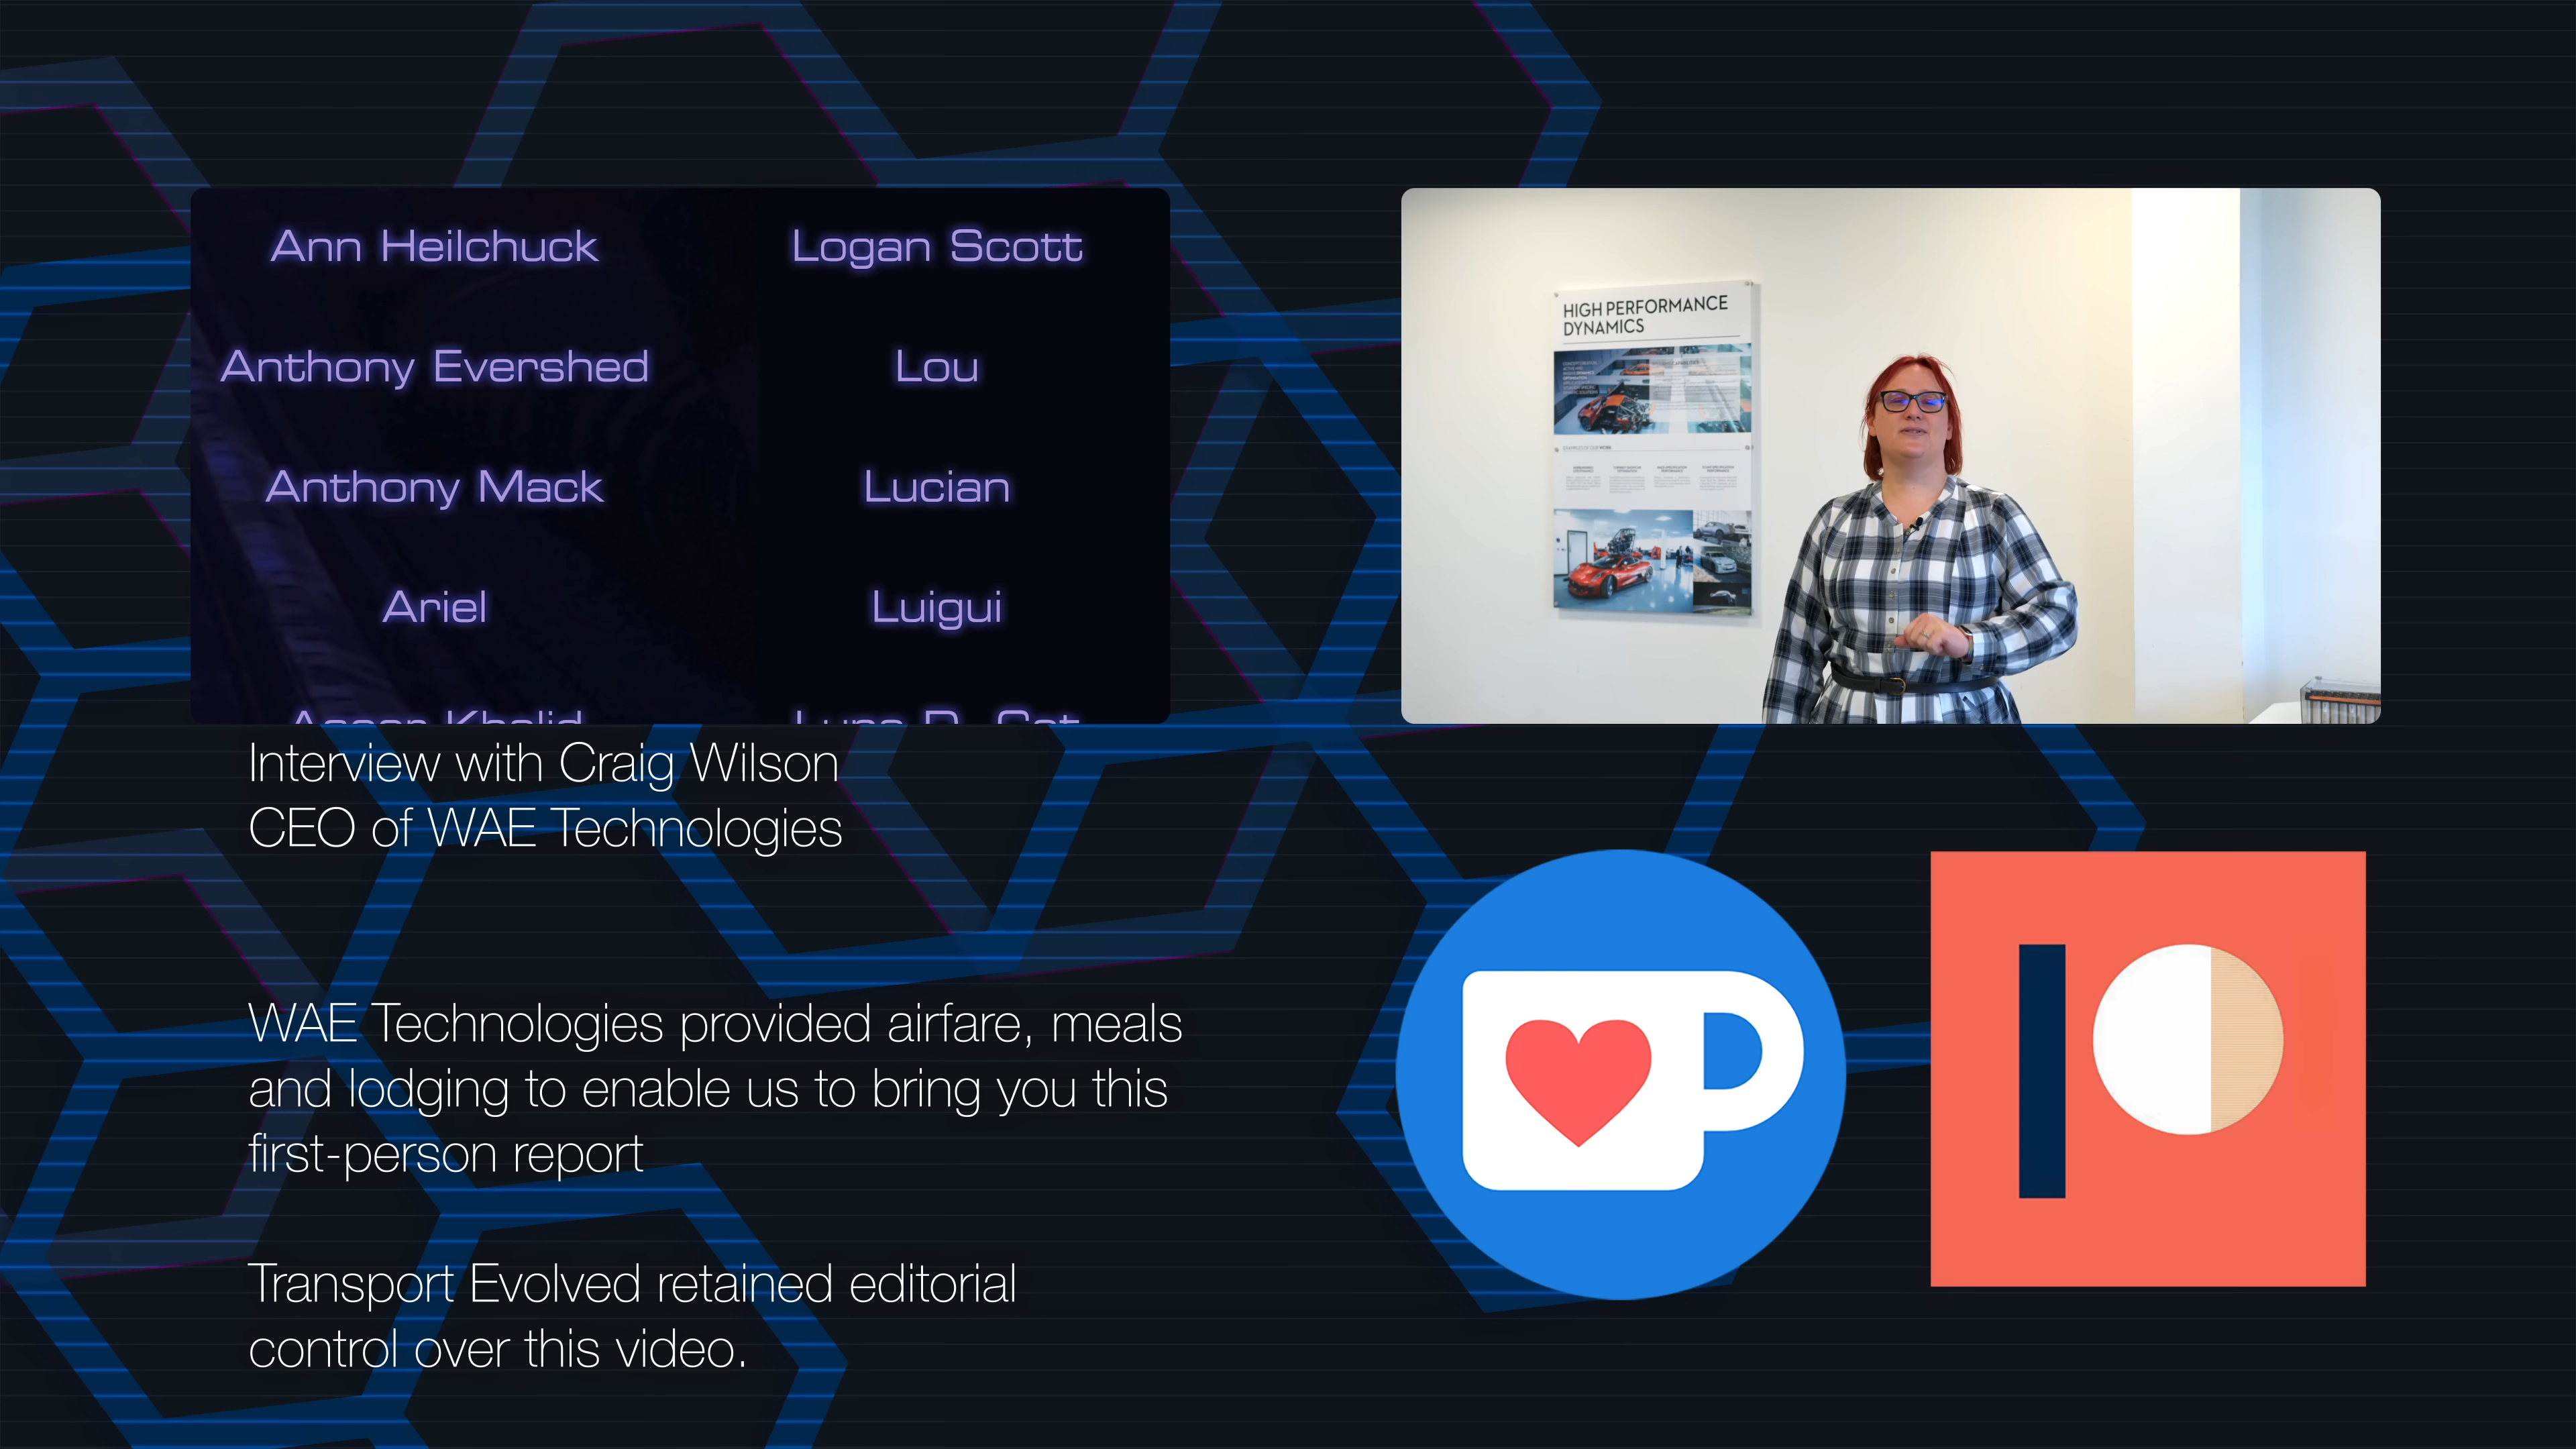 Ann Heilchuck
Logan Scott
Anthony Evershed
Lou
Anthony Mack
Lucian
Ariel
Luigui
HIGH PERFORMANCE
DYNAMICS
Interview with Craig Wilson
CEO of WAE Technologies
WAE Technologies provided airfare, meals
and lodging to enable us to bring you this
first-person report
Transport Evolved retained editorial
control over this video.